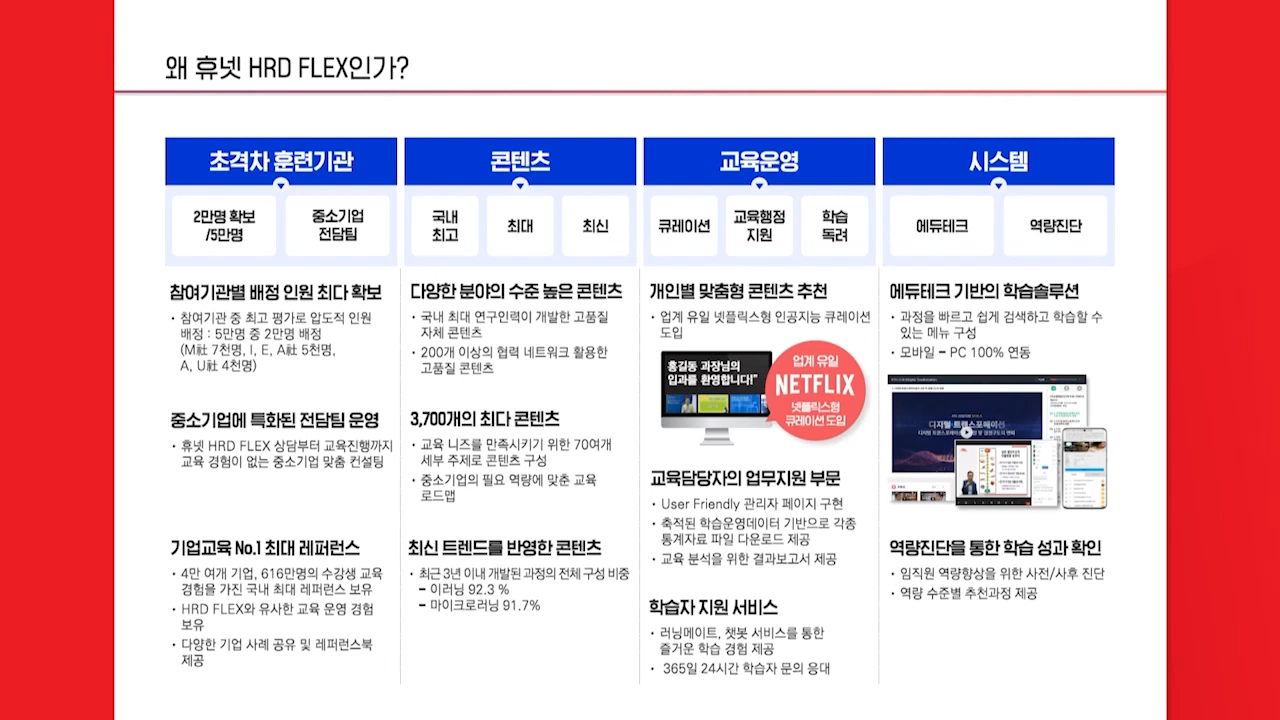 왜 휴넷 HRD FLEX인가?
초격차 훈련기관
2만명 확보
/5만명
중소기업
전담팀
참여기관별 배정 인원 최다 확보
• 참여기관 중 최고 평가로 압도적 인원
배정 : 5만명 중 2만명 배정
(M社 7천명, I, E, A社 5천명,
A, U社 4천명)
중소기업에 특화된 전담팀 운영
• 휴넷 HRD FLEX 상담부터 교육진행까지
교육 경험이 없는 중소기업 맞춤 컨설팅
기업교육 No.1 최대 레퍼런스
• 4만 여개 기업, 616만명의 수강생 교육
경험을 가진 국내 최대 레퍼런스 보유
• HRD FLEX와 유사한 교육 운영 경험
보유
• 다양한 기업 사례 공유 및 레퍼런스북
제공
콘텐츠
국내
최고
최대
최신
다양한 분야의 수준 높은 콘텐츠
• 국내 최대 연구인력이 개발한 고품질
자체 콘텐츠
• 200개 이상의 협력 네트워크 활용한
고품질 콘텐츠
3,700개의 최다 콘텐츠
• 교육 니즈를 만족시키기 위한 70여개
세부 주제로 콘텐츠 구성
• 중소기업의 필요 역량에 맞춘 교육
로드맵
최신 트렌드를 반영한 콘텐츠
• 최근 3년 이내 개발된 과정의 전체 구성 비중
– 이러닝 92.3 %
– 마이크로러닝 91.7%
교육운영
큐레이션
교육행정
지원
학습
독려
개인별 맞춤형 콘텐츠 추천
• 업계 유일 넷플릭스형 인공지능 큐레이션
도입
홍길동 과장님의
입과를 환영합니다!”
업계 유일
NETFLIX
넷플릭스형
큐레이션 도입
교육담당자의 업무지원 부문
• User Friendly 관리자 페이지 구현
• 축적된 학습운영데이터 기반으로 각종
통계자료 파일 다운로드 제공
• 교육 분석을 위한 결과보고서 제공
학습자 지원 서비스
• 러닝메이트, 챗봇 서비스를 통한
즐거운 학습 경험 제공
• 365일 24시간 학습자 문의 응대
시스템
에듀테크
역량진단
에듀테크 기반의 학습솔루션
• 과정을 빠르고 쉽게 검색하고 학습할 수
있는 메뉴 구성
• 모바일 – PC 100% 연동
디지털 트랜스포메이션
역량진단을 통한 학습 성과 확인
• 임직원 역량향상을 위한 사전/사후 진단
• 역량 수준별 추천과정 제공